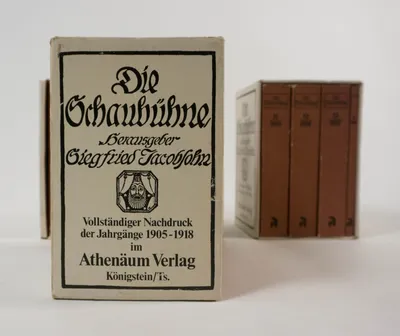 Die
Schaubühne
Herausgeber
Siegfried Jacobsohn
Vollständiger Nachdruck
der Jahrgänge 1905-1918
im
Athenäum Verlag
Königstein/Ts.